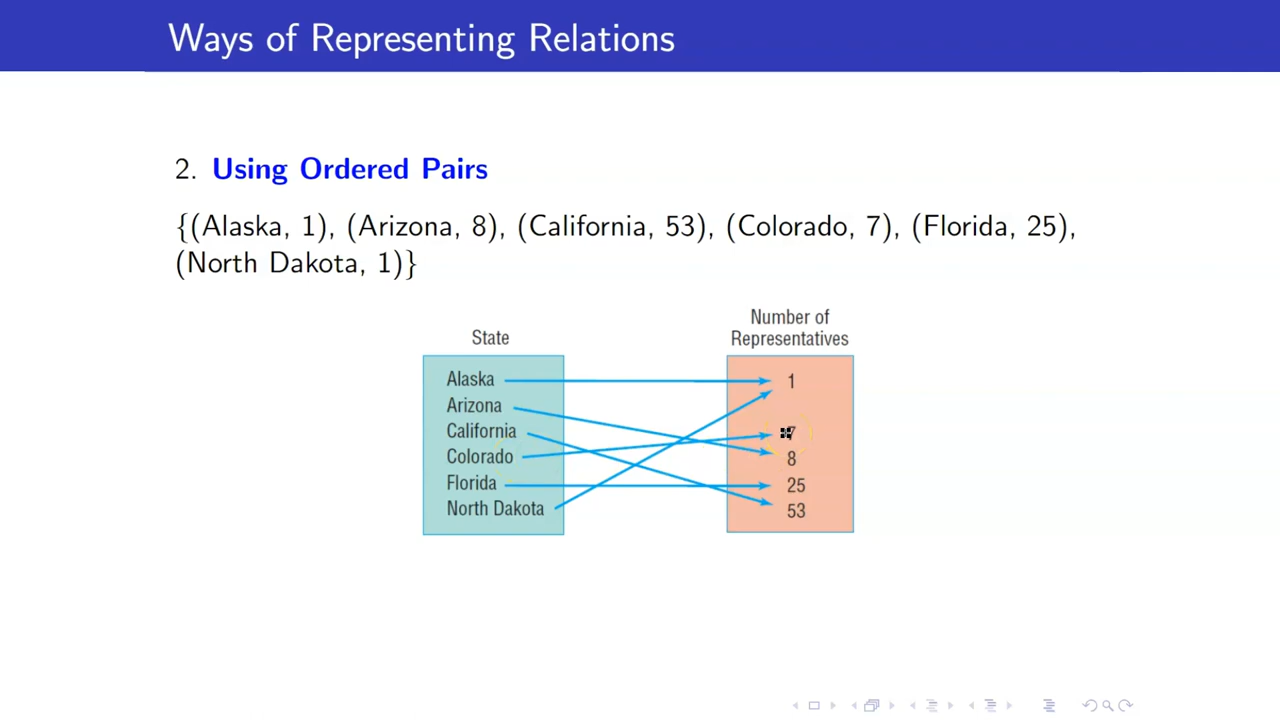 Ways of Representing Relations
2. Using Ordered Pairs
{(Alaska, 1), (Arizona, 8), (California, 53), (Colorado, 7), (Florida, 25),
(North Dakota, 1)}
State
Number of
Representatives
Alaska
Arizona
California
Colorado
Florida
North Dakota
1
7
8
25
53